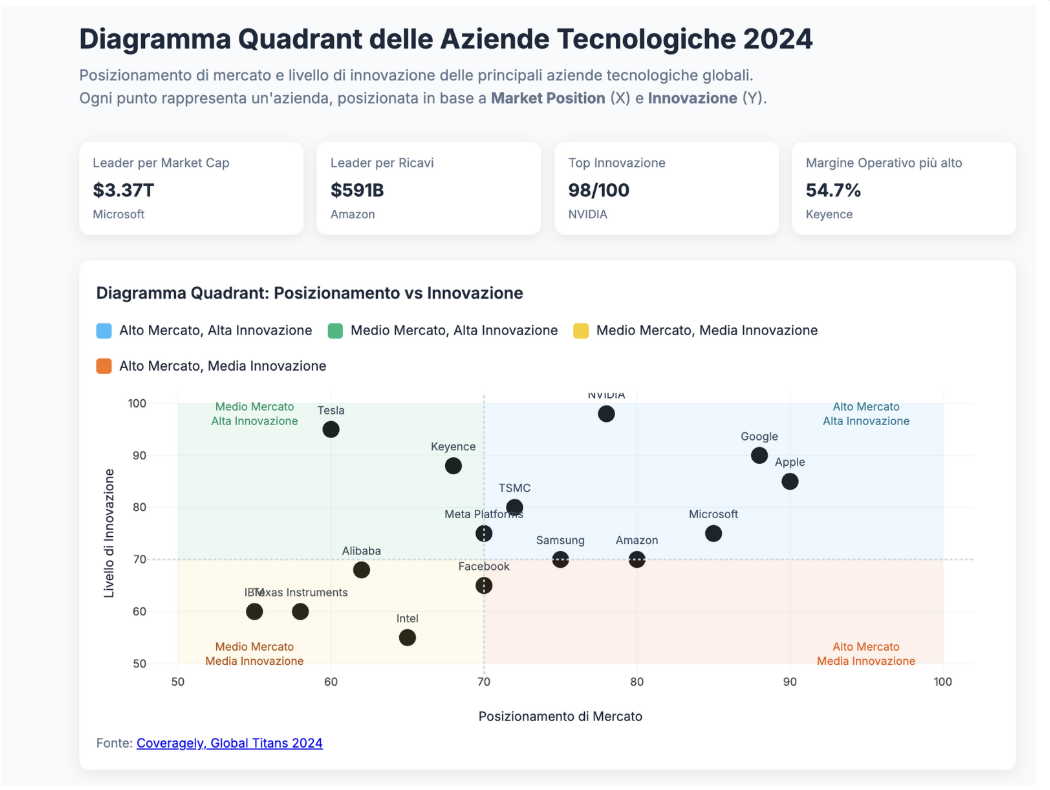 Diagramma Quadrant delle Aziende Tecnologiche 2024
Posizionamento di mercato e livello di innovazione delle principali aziende tecnologiche globali.
Ogni punto rappresenta un'azienda, posizionata in base a Market Position (X) e Innovazione (Y).
Leader per Market Cap
$3.37T
Microsoft
Leader per Ricavi
$591B
Amazon
Top Innovazione
98/100
NVIDIA
Margine Operativo più alto
54.7%
Keyence
Diagramma Quadrant: Posizionamento vs Innovazione
Alto Mercato, Alta Innovazione
Medio Mercato, Alta Innovazione
Medio Mercato, Media Innovazione
Alto Mercato, Media Innovazione
Livello di Innovazione
100
90
80
70
60
50
Medio Mercato
Alta Innovazione
Tesla
NVIDIA
Alto Mercato
Alta Innovazione
Keyence
Google
Apple
TSMC
Meta Platforms
Microsoft
Samsung
Amazon
Alibaba
Facebook
IBM
Texas Instruments
Intel
Medio Mercato
Media Innovazione
Alto Mercato
Media Innovazione
50
60
70
80
90
100
Posizionamento di Mercato
Fonte: Coveragely, Global Titans 2024